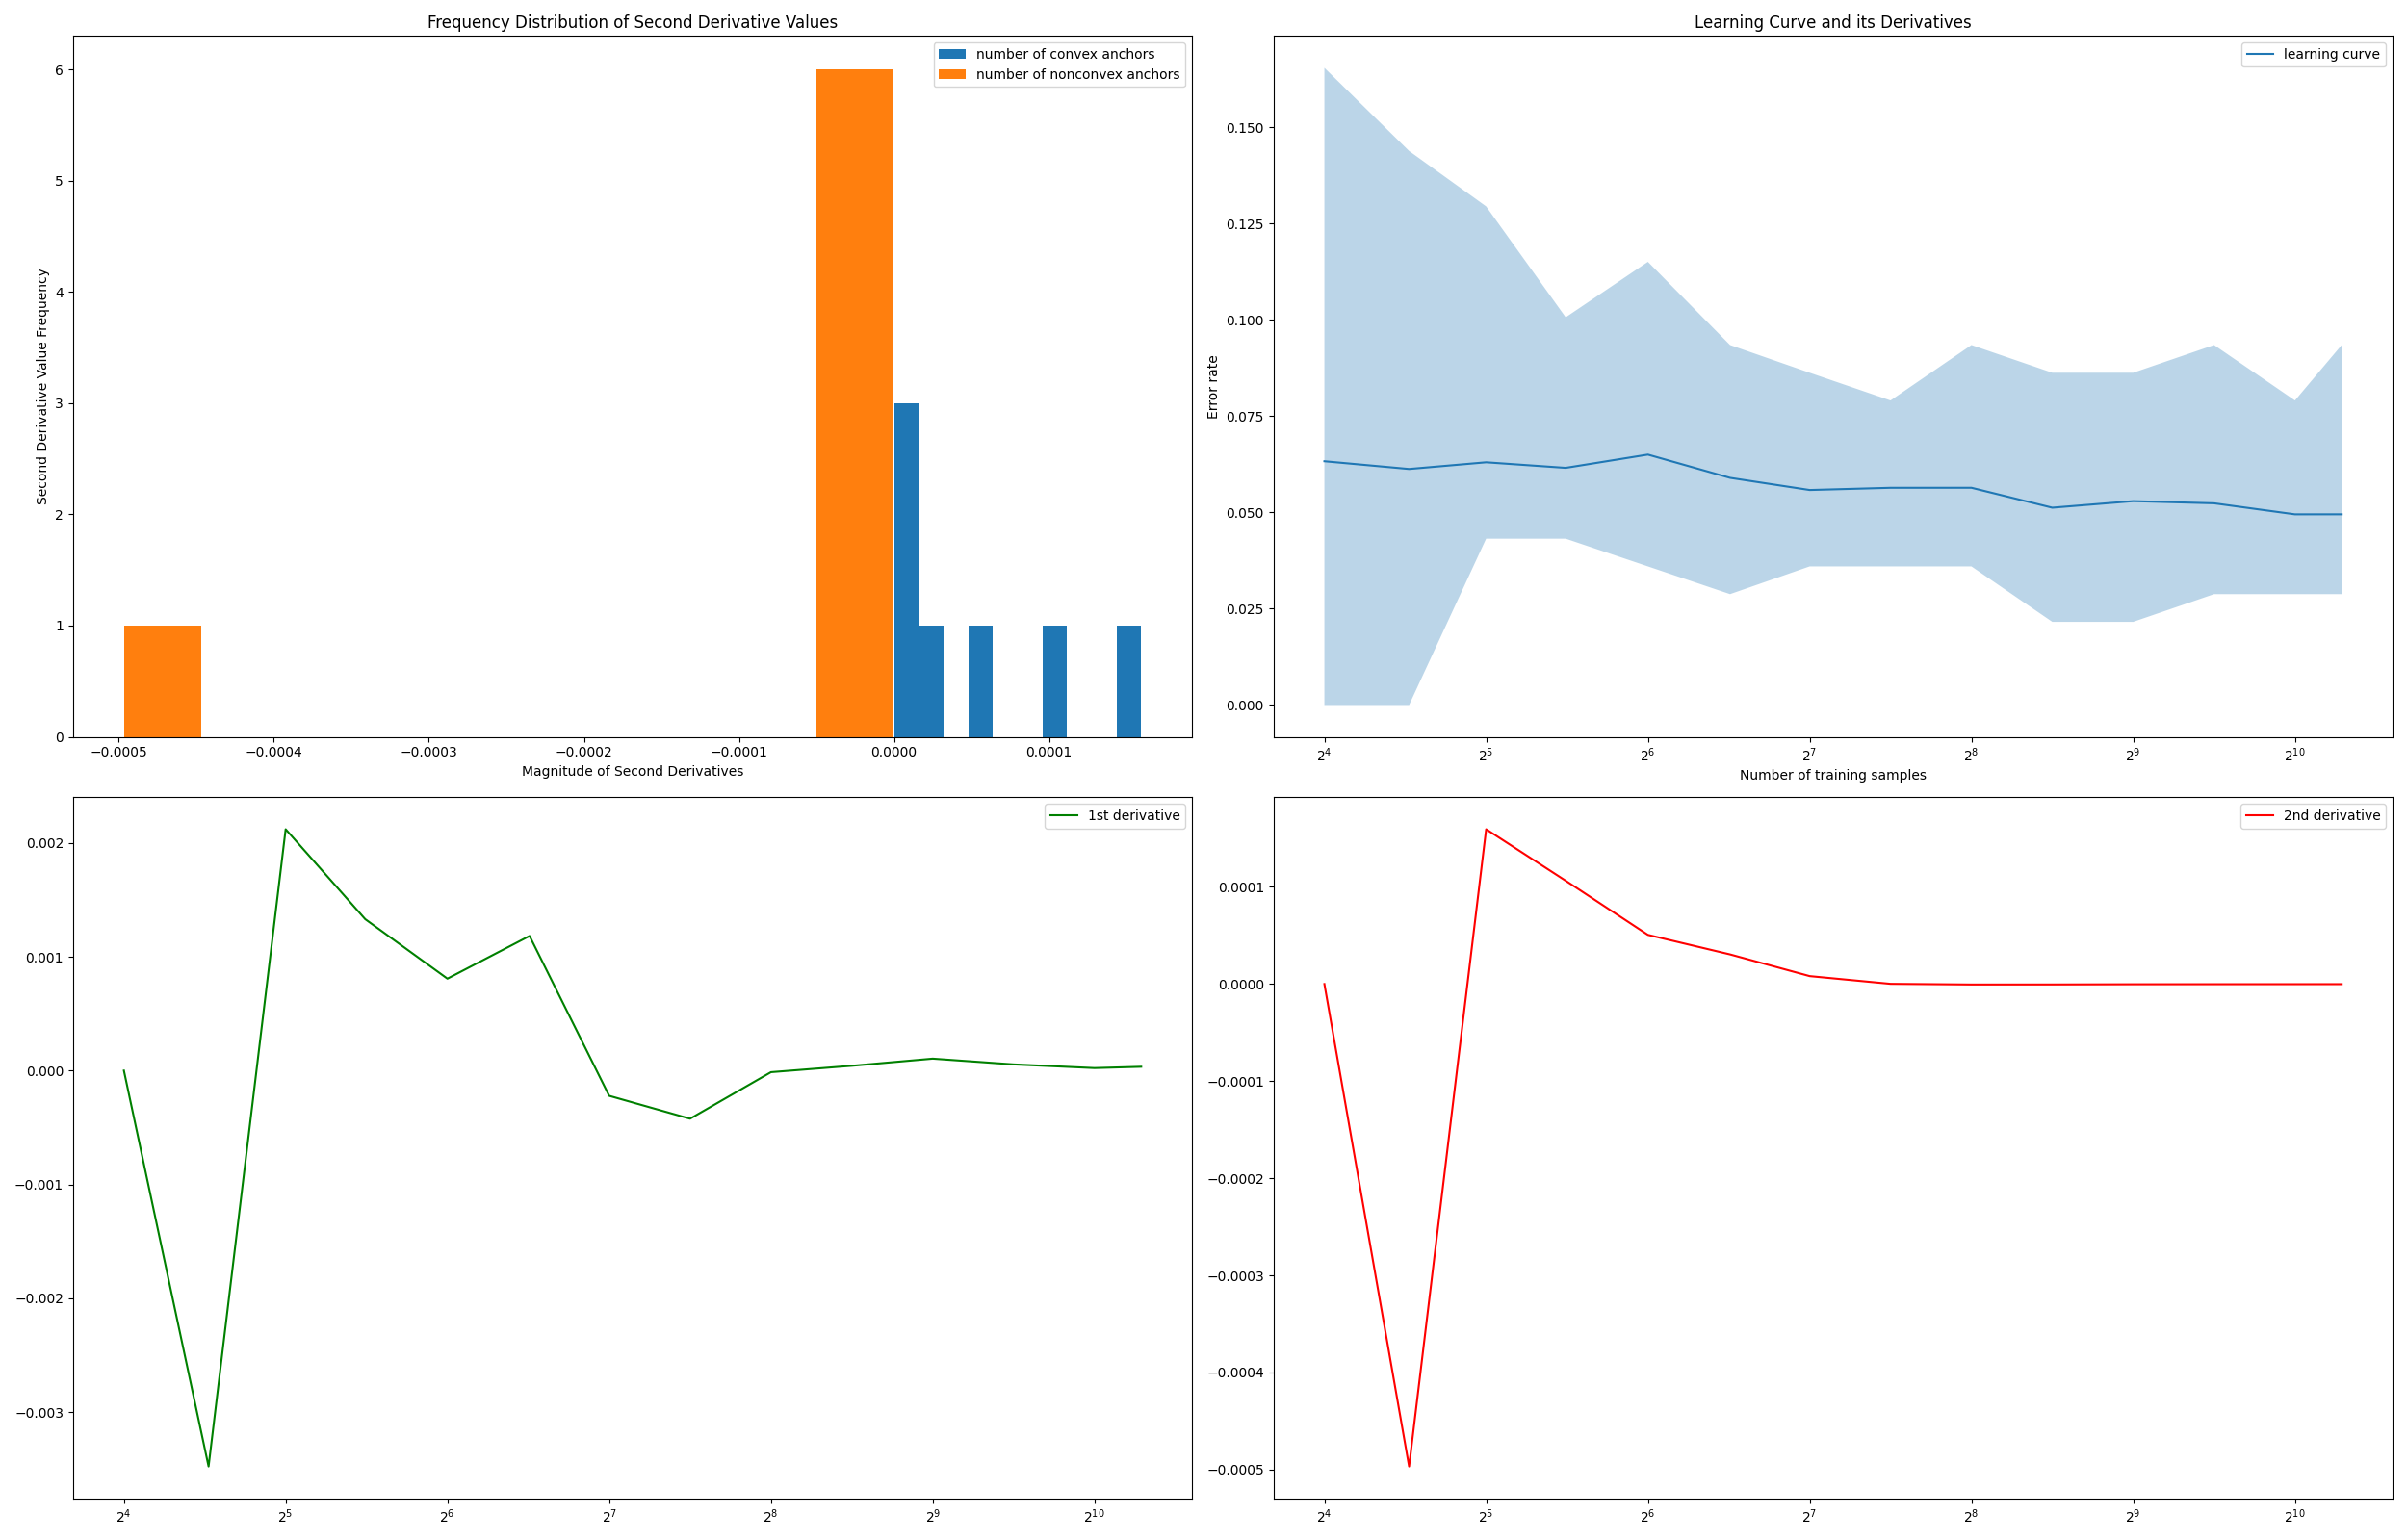 Frequency Distribution of Second Derivative Values
number of convex anchors
number of nonconvex anchors
Second Derivative Value Frequency
6
5
4
3
2
1
0
−0.0005 −0.0004 −0.0003 −0.0002 −0.0001 0.0000 0.0001
Magnitude of Second Derivatives
Learning Curve and its Derivatives
learning curve
Error rate
0.150
0.125
0.100
0.075
0.050
0.025
0.000
2⁴ 2⁵ 2⁶ 2⁷ 2⁸ 2⁹ 2¹⁰
Number of training samples
1st derivative
0.002
0.001
0.000
−0.001
−0.002
−0.003
2⁴ 2⁵ 2⁶ 2⁷ 2⁸ 2⁹ 2¹⁰
2nd derivative
0.0001
0.0000
−0.0001
−0.0002
−0.0003
−0.0004
−0.0005
2⁴ 2⁵ 2⁶ 2⁷ 2⁸ 2⁹ 2¹⁰